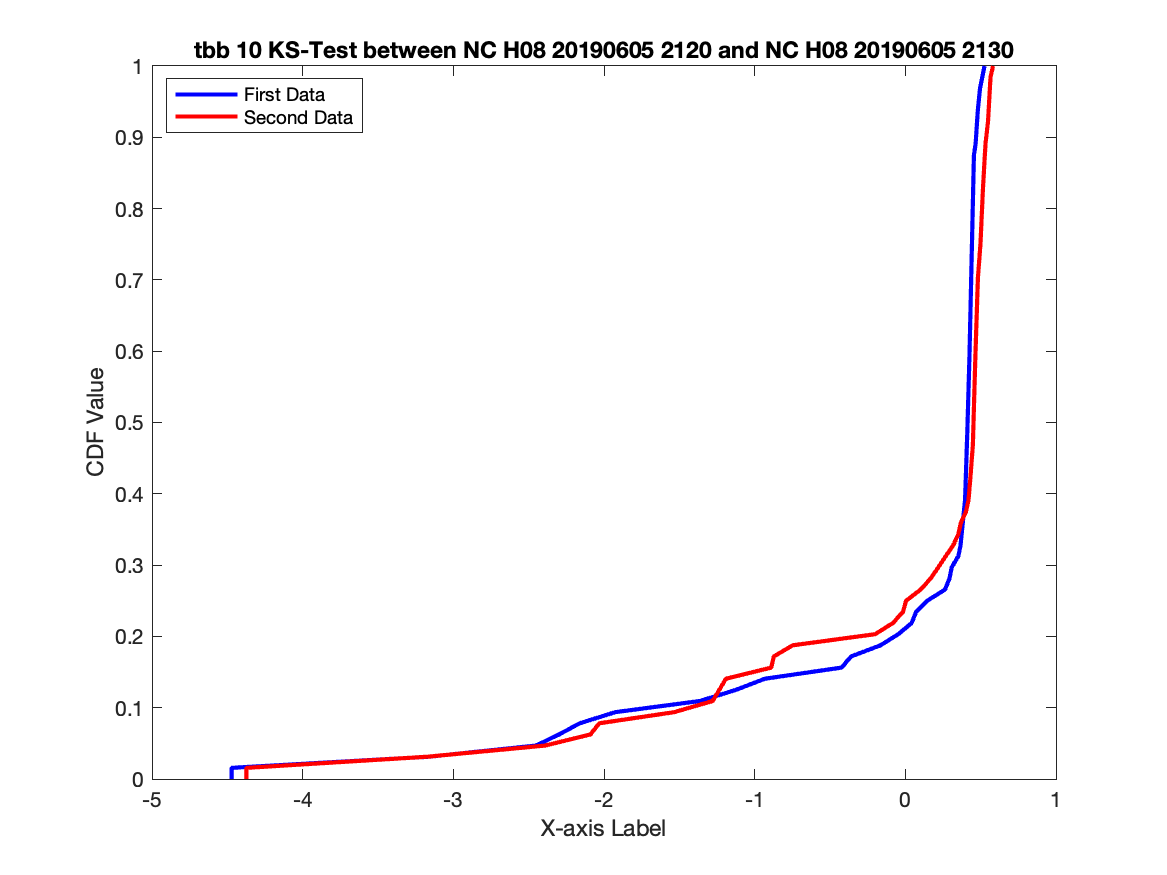 tbb 10 KS-Test between NC H08 20190605 2120 and NC H08 20190605 2130
First Data
Second Data
1
0.9
0.8
0.7
0.6
0.5
0.4
0.3
0.2
0.1
0
CDF Value
-5 -4 -3 -2 -1 0 1
X-axis Label